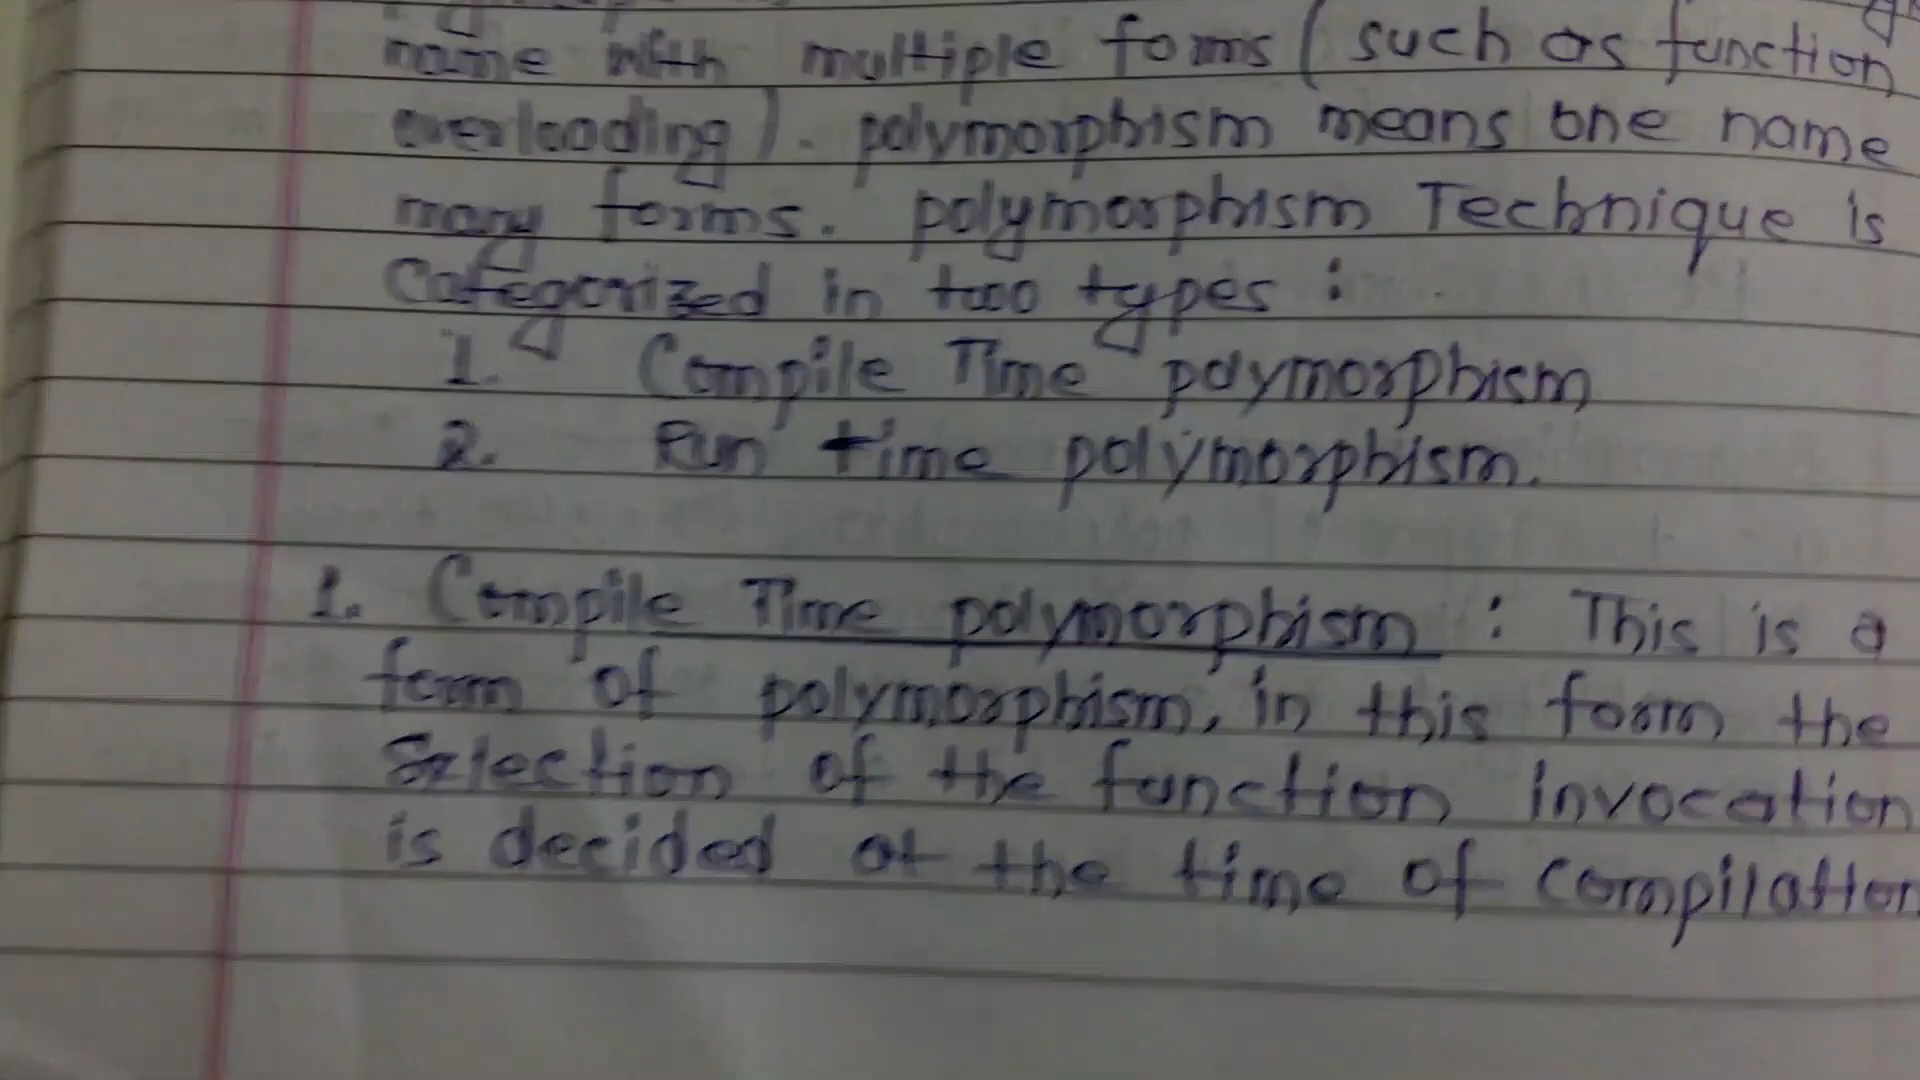 name with multiple forms (such as function
overloading). polymorphism means one name
many forms. polymorphism Technique is
Categorized in two types :
1. Compile Time polymorphism
2. Run time polymorphism.
1. Compile Time polymorphism : This is a
form of polymorphism, in this form the
Selection of the function invocation
is decided at the time of compilation